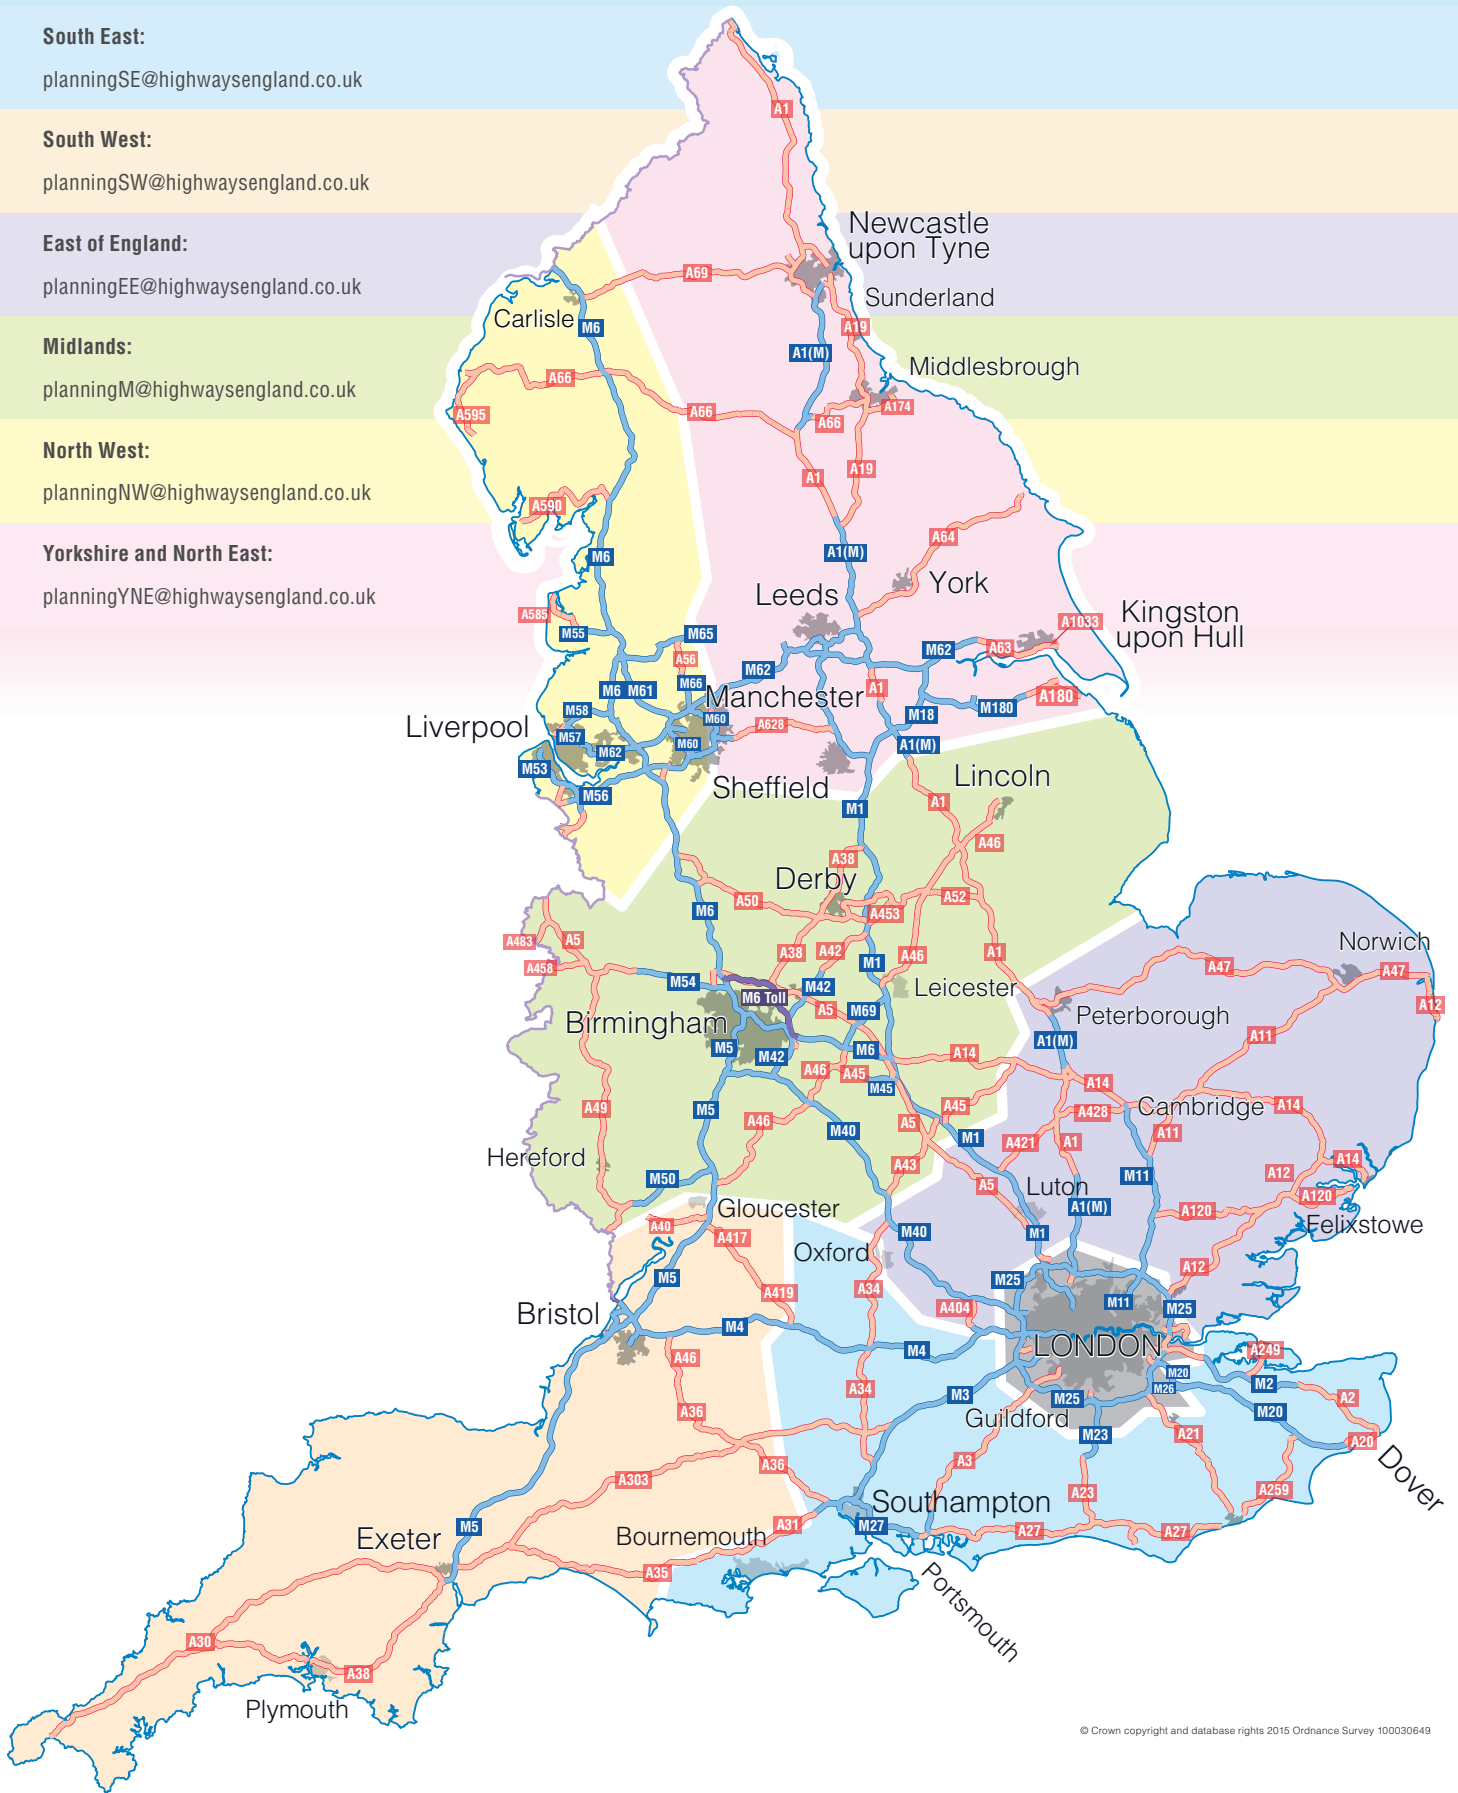 South East:
planningSE@highwaysengland.co.uk
South West:
planningSW@highwaysengland.co.uk
East of England:
planningEE@highwaysengland.co.uk
Midlands:
planningM@highwaysengland.co.uk
North West:
planningNW@highwaysengland.co.uk
Yorkshire and North East:
planningYNE@highwaysengland.co.uk
A1
Newcastle
upon Tyne
A69
Sunderland
Carlisle
M6
A19
A1(M)
Middlesbrough
A66
A595
A66
A66
A174
A1
A19
A590
A64
M6
A1(M)
York
Leeds
A585
M55
M65
Kingston
upon Hull
A1033
A63
M62
A56
M62
M66
M6
M61
A1
A180
M180
Manchester
M58
M60
M18
A628
Liverpool
M57
M62
M60
A1(M)
M53
M56
Sheffield
Lincoln
M1
A1
A46
A38
Derby
A50
A52
M6
A453
A483
A5
A38
A42
A46
A1
Norwich
A458
M1
A47
A47
M54
M42
Leicester
M6 Toll
A12
A5
M69
Peterborough
Birmingham
M5
M42
M6
A1(M)
A11
A14
A46
A45
M45
A14
A49
M5
A45
A428
Cambridge
A14
A46
M40
A5
M1
A421
A1
A11
Hereford
A43
A14
M50
A5
Luton
M11
A12
A120
A1(M)
A120
Gloucester
A40
A417
M40
M1
Felixstowe
Oxford
M5
A12
M25
A419
A34
A404
M11
M25
Bristol
M4
LONDON
A46
M4
A249
M20
M26
M2
A34
M3
M25
A2
A36
Guildford
M20
M23
A21
A20
Dover
A36
A3
A303
A23
A259
Southampton
M5
Exeter
Bournemouth
A31
M27
A27
A27
A35
Portsmouth
A30
A38
Plymouth
© Crown copyright and database rights 2015 Ordnance Survey 100030649